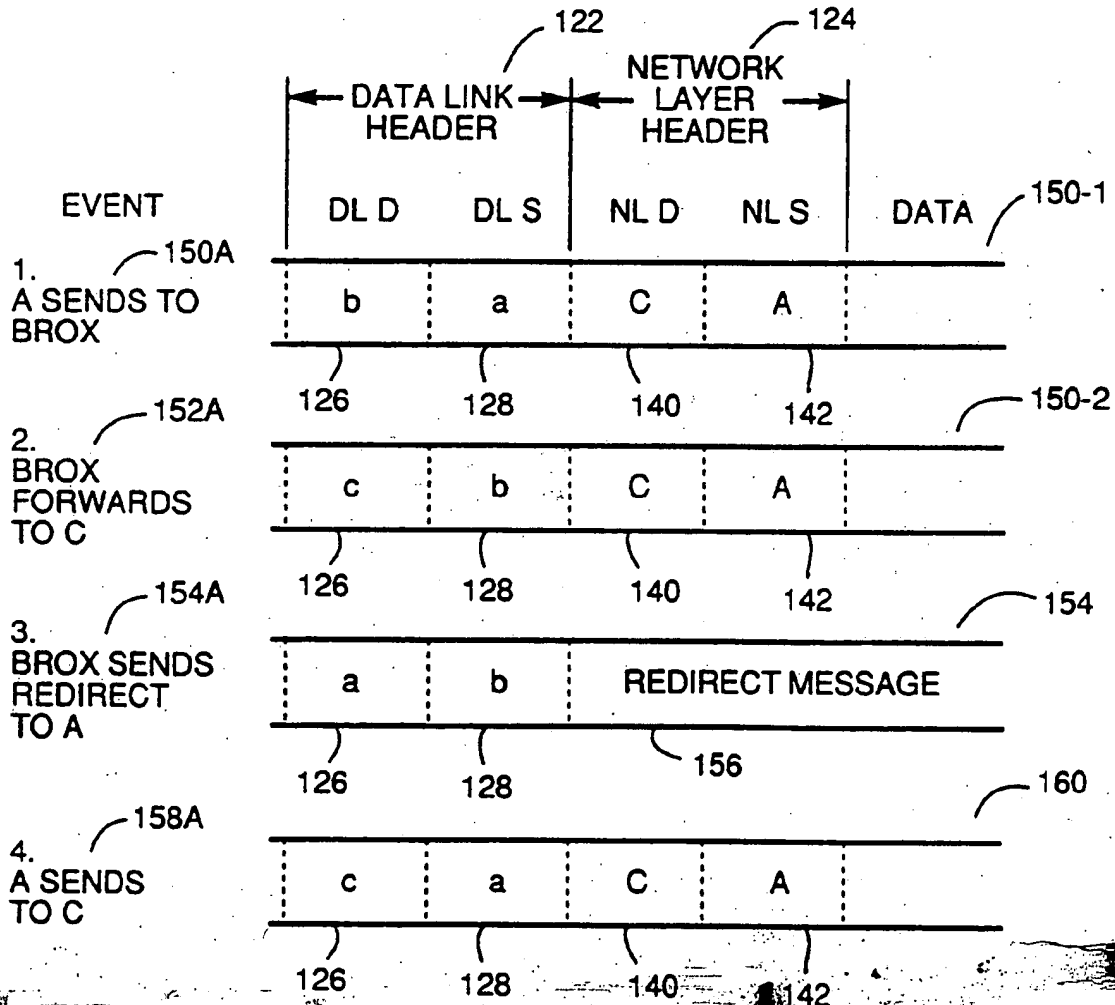 122
124
DATA LINK
HEADER
NETWORK
LAYER
HEADER
EVENT
DL D
DL S
NL D
NL S
DATA
150-1
1.
150A
A SENDS TO
BROX
b
a
C
A
126
128
140
142
150-2
2.
152A
BROX
FORWARDS
TO C
c
b
C
A
126
128
140
142
154
3.
154A
BROX SENDS
REDIRECT
TO A
a
b
REDIRECT MESSAGE
126
128
156
160
4.
158A
A SENDS
TO C
c
a
C
A
126
128
140
142